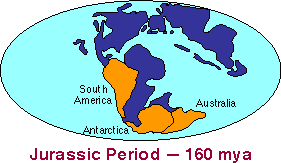 South
America
Australia
Antarctica
Jurassic Period — 160 mya